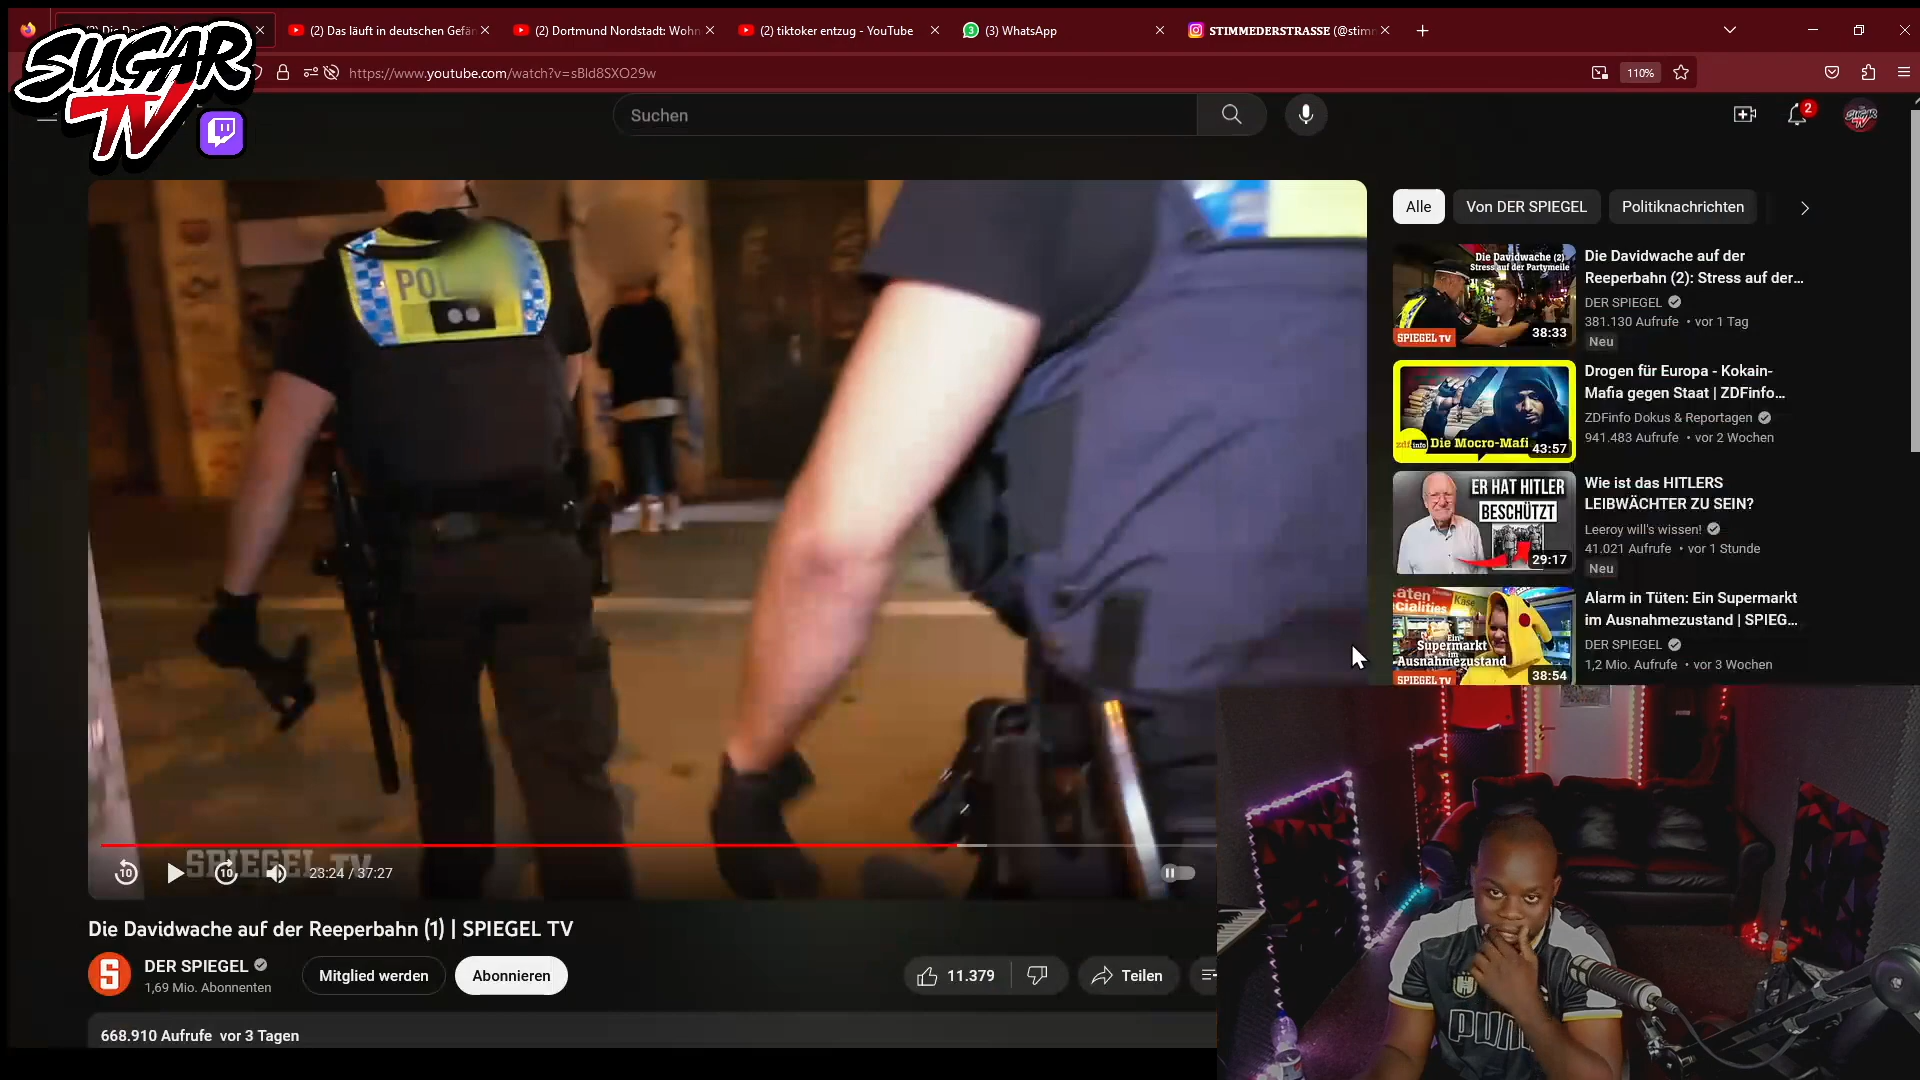 SUGAR
TV
(2) Das läuft in deutschen Gefän
(2) Dortmund Nordstadt: Wohn
(2) tiktoker entzug - YouTube
(3) WhatsApp
STIMMEDERSTRASSE (@stimm
https://www.youtube.com/watch?v=sBld8SXO29w
110%
Suchen
2
Alle
Von DER SPIEGEL
Politiknachrichten
Die Davidwache (2)
Stress auf der Partymeile
SPIEGEL TV
38:33
Die Davidwache auf der
Reeperbahn (2): Stress auf der...
DER SPIEGEL
381.130 Aufrufe • vor 1 Tag
Neu
Die Mocro-Mafi
43:57
Drogen für Europa - Kokain-
Mafia gegen Staat | ZDFinfo...
ZDFinfo Dokus & Reportagen
941.483 Aufrufe • vor 2 Wochen
ER HAT HITLER
BESCHÜTZT
29:17
Wie ist das HITLERS
LEIBWÄCHTER ZU SEIN?
Leeroy will's wissen!
41.021 Aufrufe • vor 1 Stunde
Neu
Ein
Supermarkt
im
Ausnahmezustand
SPIEGEL TV
38:54
Alarm in Tüten: Ein Supermarkt
im Ausnahmezustand | SPIEG...
DER SPIEGEL
1,2 Mio. Aufrufe • vor 3 Wochen
POL
SPIEGEL TV
10
10
23:24 / 37:27
Die Davidwache auf der Reeperbahn (1) | SPIEGEL TV
DER SPIEGEL
1,69 Mio. Abonnenten
Mitglied werden
Abonnieren
11.379
Teilen
668.910 Aufrufe vor 3 Tagen
PUMA